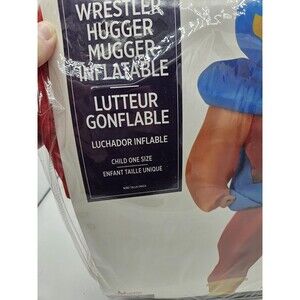 WRESTLER
HUGGER
MUGGER
INFLATABLE
LUTTEUR
GONFLABLE
LUCHADOR INFLABLE
CHILD ONE SIZE
ENFANT TAILLE UNIQUE